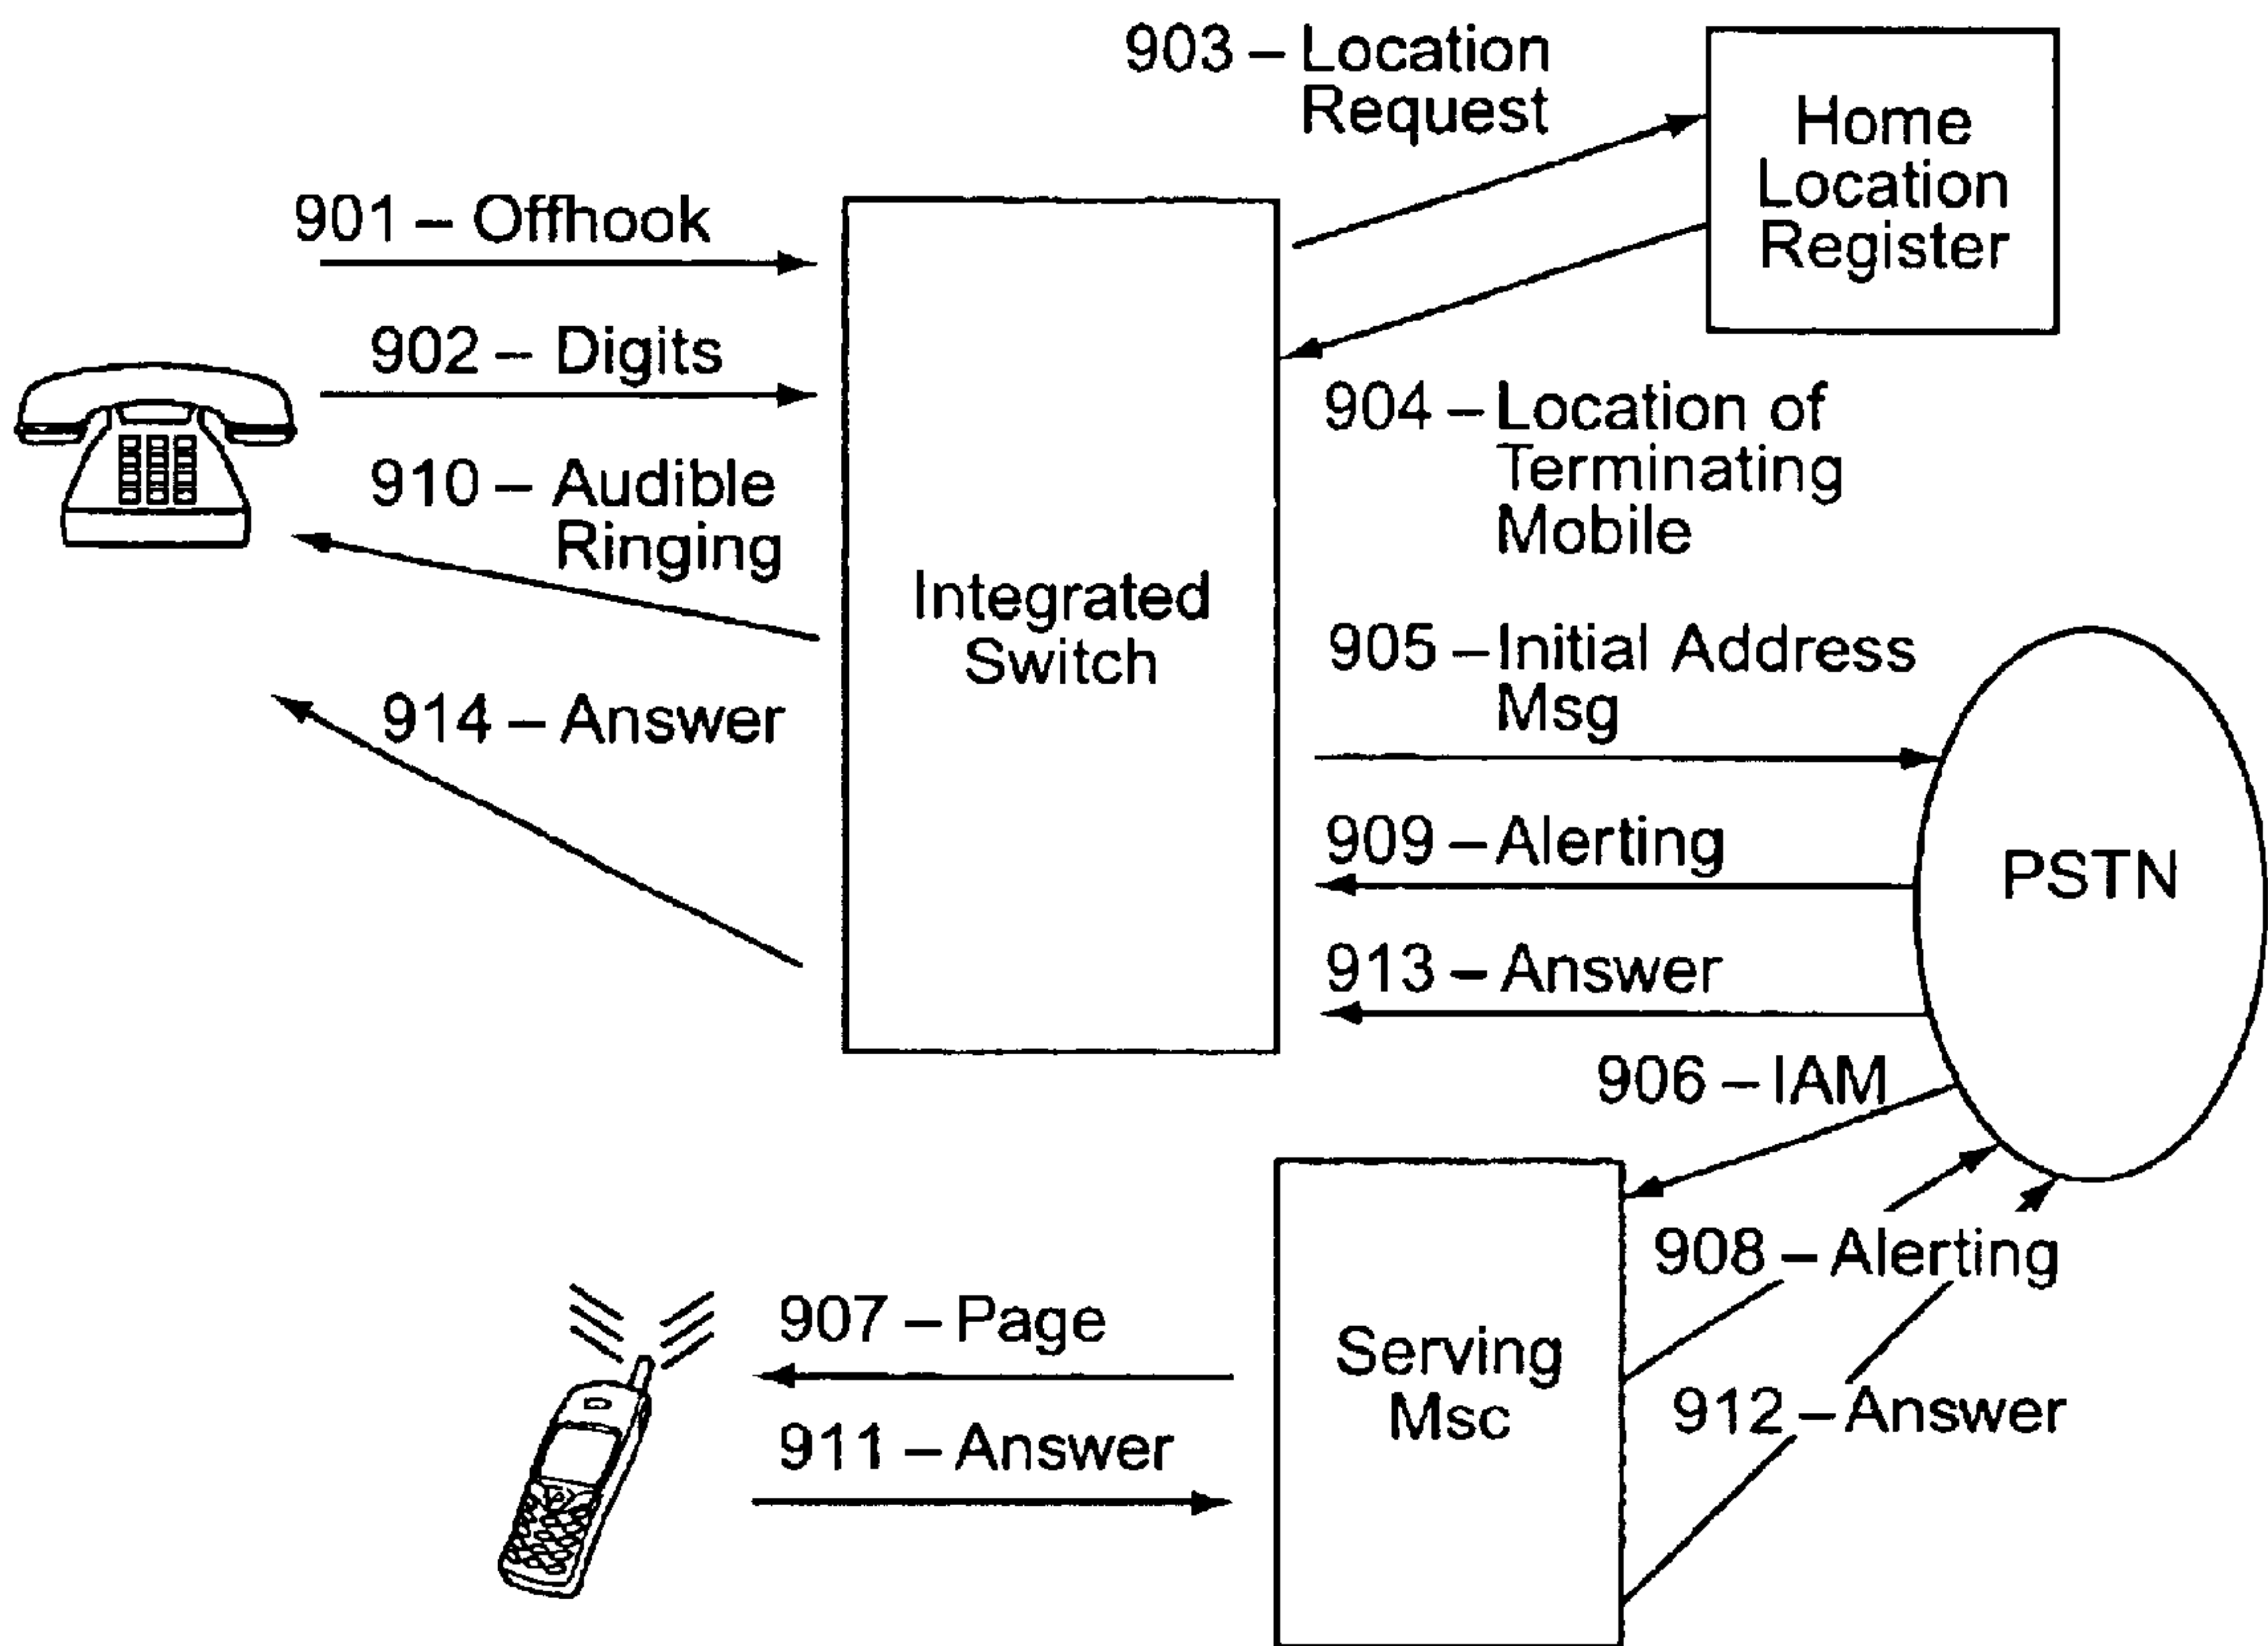 903 – Location
Request
Home
Location
Register
901 – Offhook
902 – Digits
904 – Location of
Terminating
Mobile
910 – Audible
Ringing
Integrated
Switch
905 – Initial Address
Msg
914 – Answer
909 – Alerting
PSTN
913 – Answer
906 – IAM
908 – Alerting
907 – Page
Serving
Msc
912 – Answer
911 – Answer